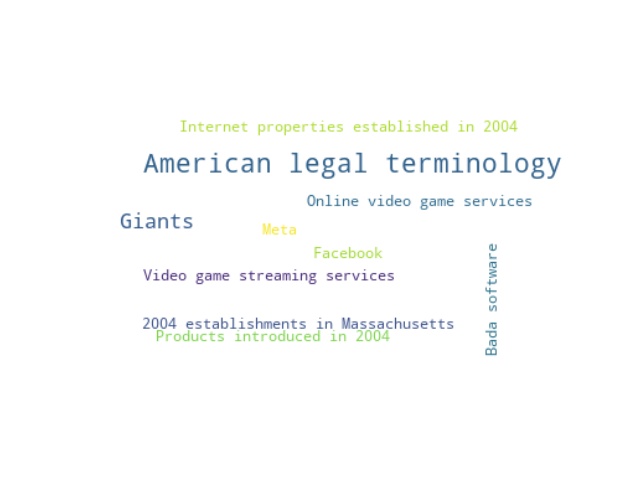 Internet properties established in 2004
American legal terminology
Online video game services
Giants
Meta
Facebook
Video game streaming services
Bada software
2004 establishments in Massachusetts
Products introduced in 2004